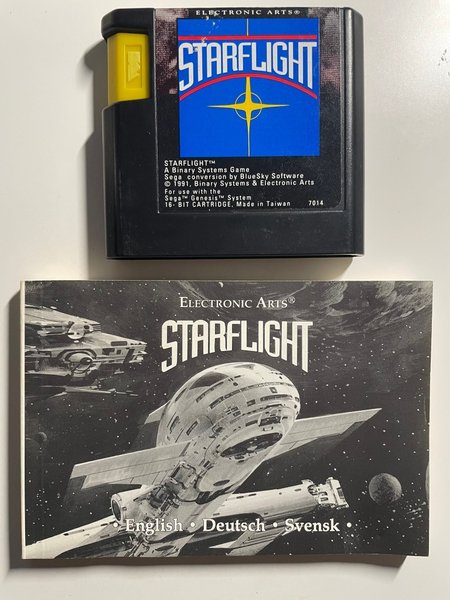 ELECTRONIC ARTS®
STARFLIGHT
STARFLIGHT™
A Binary Systems Game
Sega conversion by BlueSky Software
© 1991, Binary Systems & Electronic Arts
For use with the
Sega™ Genesis™ System
16- BIT CARTRIDGE, Made in Taiwan 7014
ELECTRONIC ARTS®
STARFLIGHT
• English • Deutsch • Svensk •